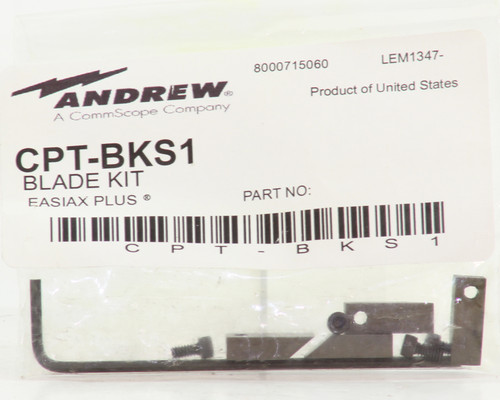 8000715060 LEM1347-
ANDREW®
Product of United States
A CommScope Company
CPT-BKS1
BLADE KIT
EASIAX PLUS ®
PART NO:
CPT-BKS1